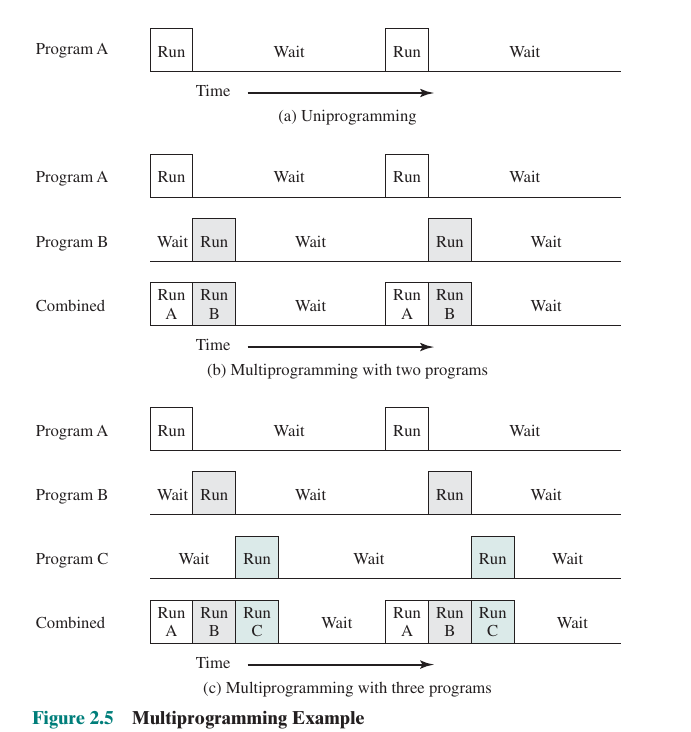 Program A Run Wait Run Wait
Time
(a) Uniprogramming
Program A Run Wait Run Wait
Program B Wait Run Wait Run Wait
Combined Run A Run B Wait Run A Run B Wait
Time
(b) Multiprogramming with two programs
Program A Run Wait Run Wait
Program B Wait Run Wait Run Wait
Program C Wait Run Wait Run Wait
Combined Run A Run B Run C Wait Run A Run B Run C Wait
Time
(c) Multiprogramming with three programs
Figure 2.5 Multiprogramming Example